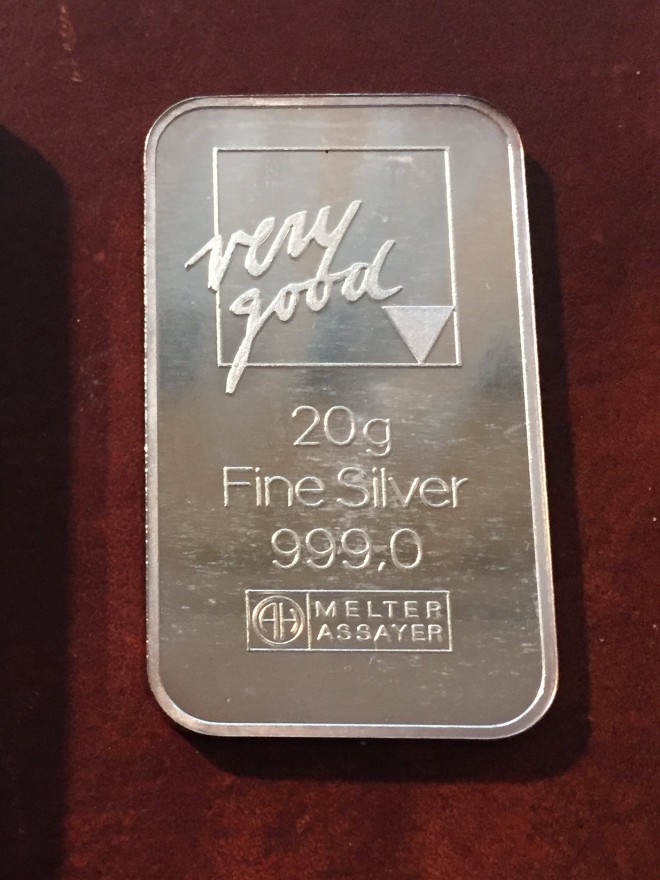 very
good
20g
Fine Silver
999,0
AH MELTER
ASSAYER